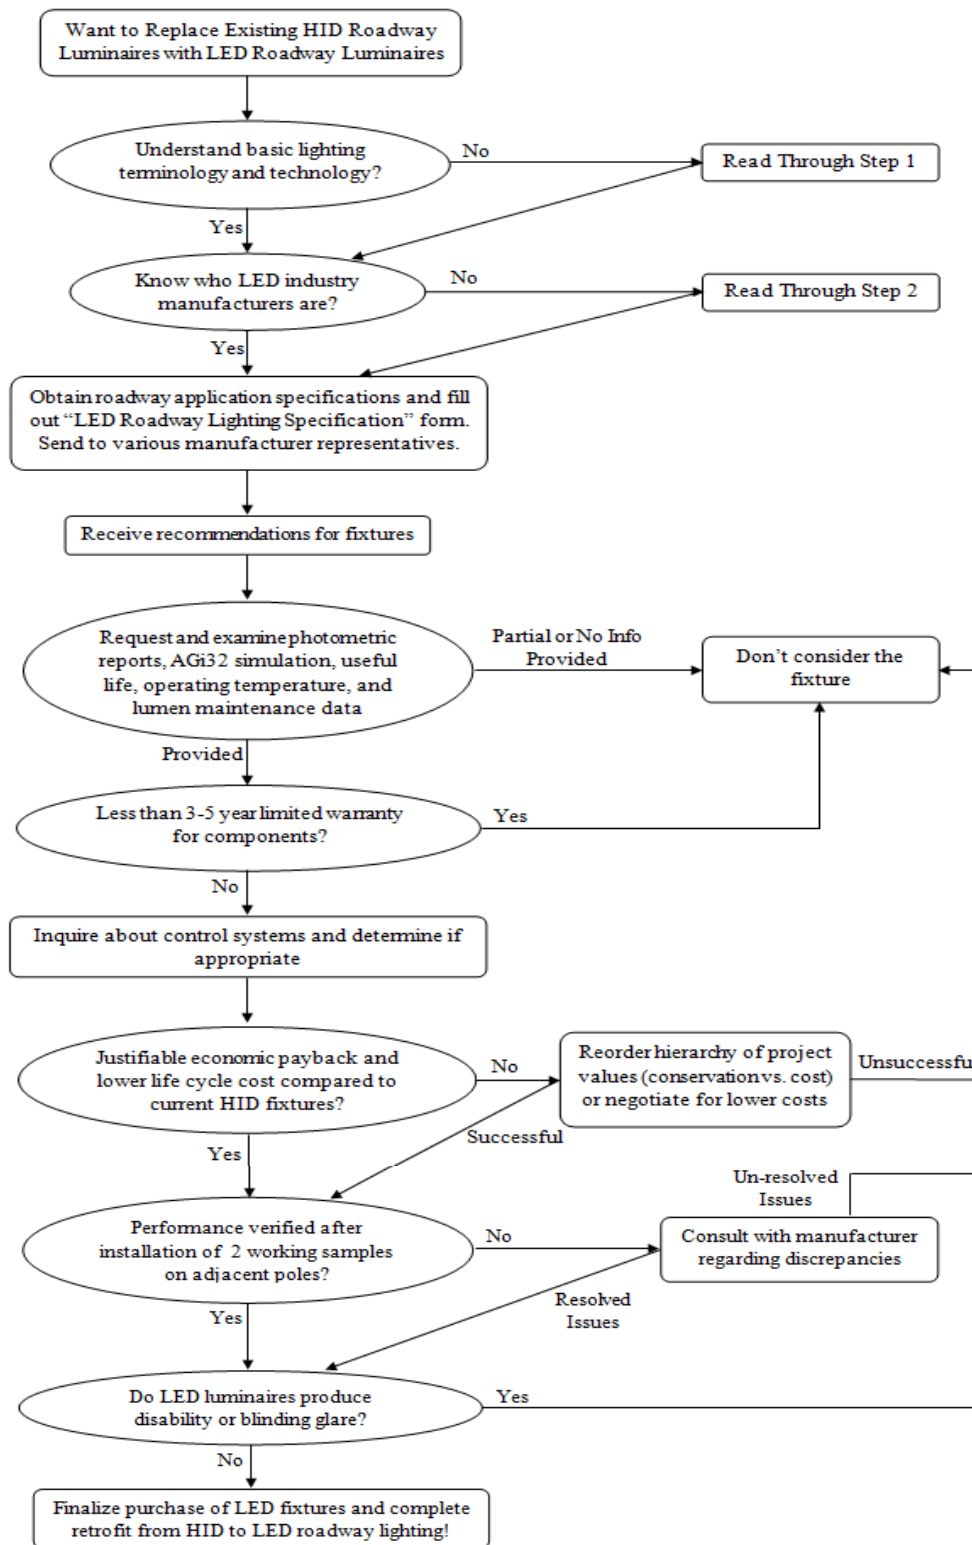 Want to Replace Existing HID Roadway
Luminaires with LED Roadway Luminaires
Understand basic lighting
terminology and technology?
No
Read Through Step 1
Yes
Know who LED industry
manufacturers are?
No
Read Through Step 2
Yes
Obtain roadway application specifications and fill
out “LED Roadway Lighting Specification” form.
Send to various manufacturer representatives.
Receive recommendations for fixtures
Request and examine photometric
reports, AGi32 simulation, useful
life, operating temperature, and
lumen maintenance data
Partial or No Info
Provided
Don’t consider the
fixture
Provided
Less than 3-5 year limited warranty
for components?
Yes
No
Inquire about control systems and determine if
appropriate
Justifiable economic payback and
lower life cycle cost compared to
current HID fixtures?
No
Reorder hierarchy of project
values (conservation vs. cost)
or negotiate for lower costs
Unsuccessful
Successful
Yes
Un-resolved
Issues
Performance verified after
installation of 2 working samples
on adjacent poles?
No
Consult with manufacturer
regarding discrepancies
Resolved
Issues
Yes
Do LED luminaires produce
disability or blinding glare?
Yes
No
Finalize purchase of LED fixtures and complete
retrofit from HID to LED roadway lighting!